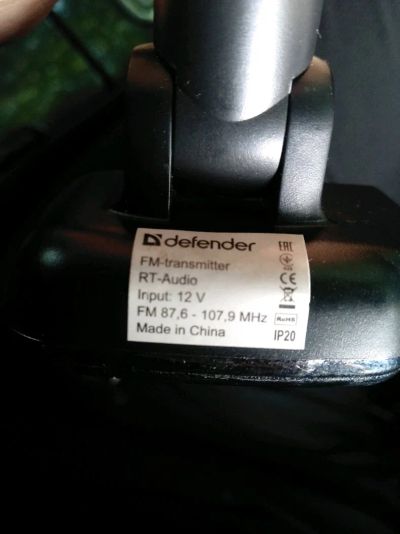 defender
FM-transmitter
RT-Audio
Input: 12 V
FM 87,6 - 107,9 MHz
Made in China
EAC
CE
RoHS
IP20